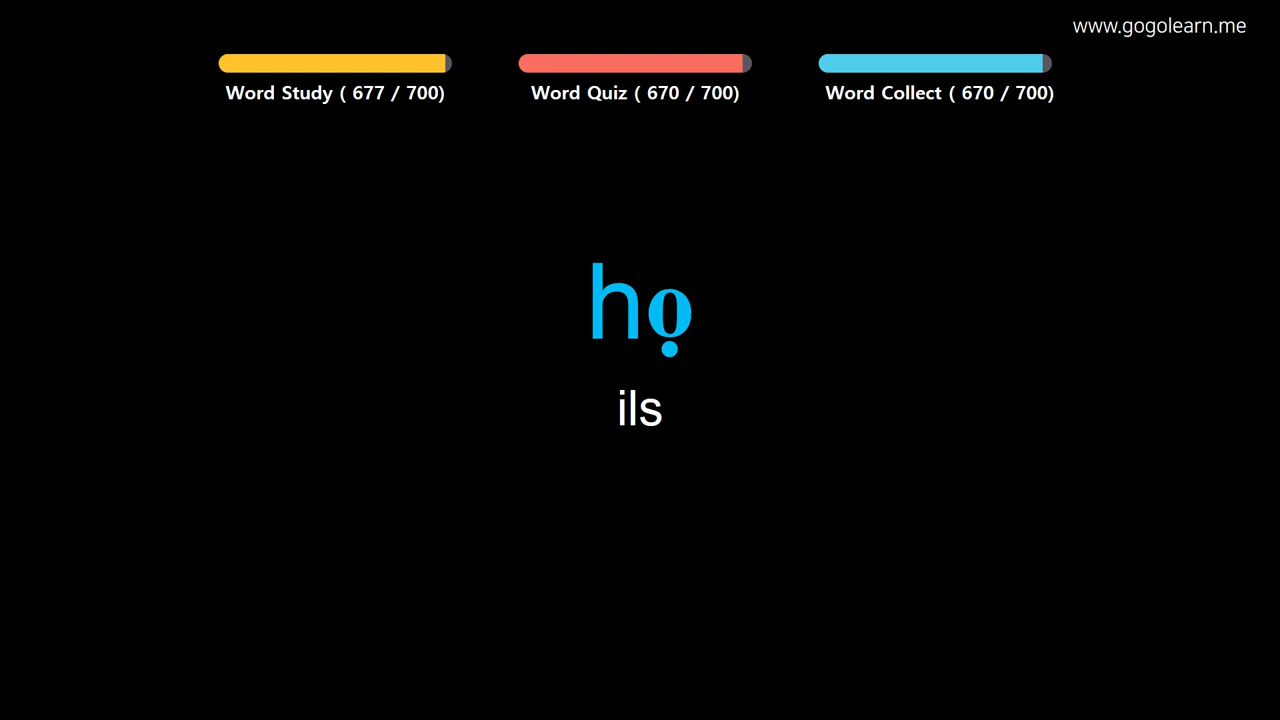 www.gogolearn.me
Word Study ( 677 / 700)
Word Quiz ( 670 / 700)
Word Collect ( 670 / 700)
họ
ils